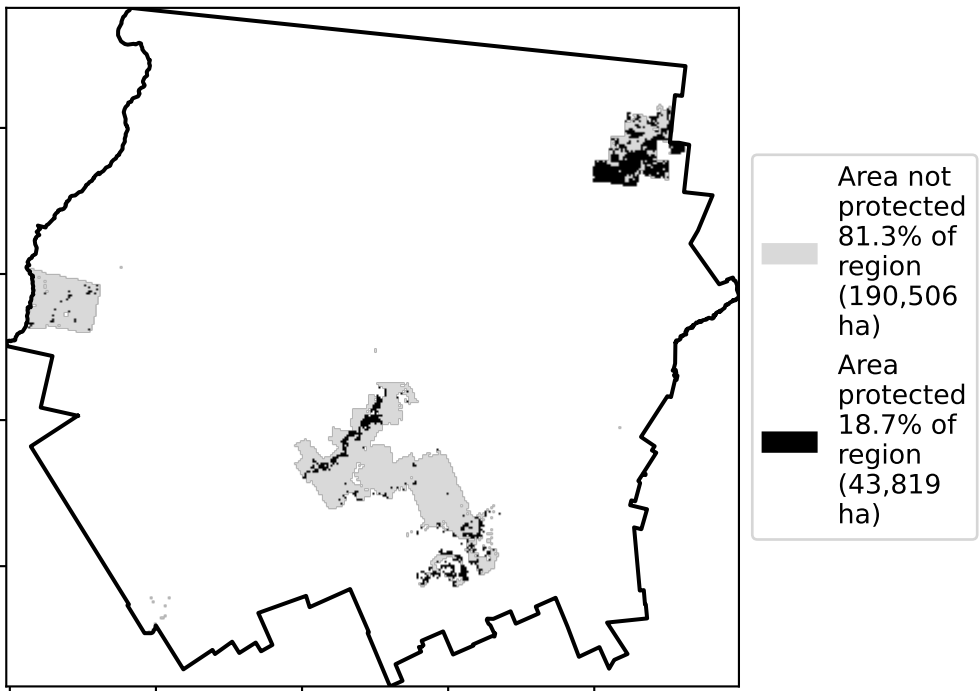 Area not
protected
81.3% of
region
(190,506
ha)
Area
protected
18.7% of
region
(43,819
ha)